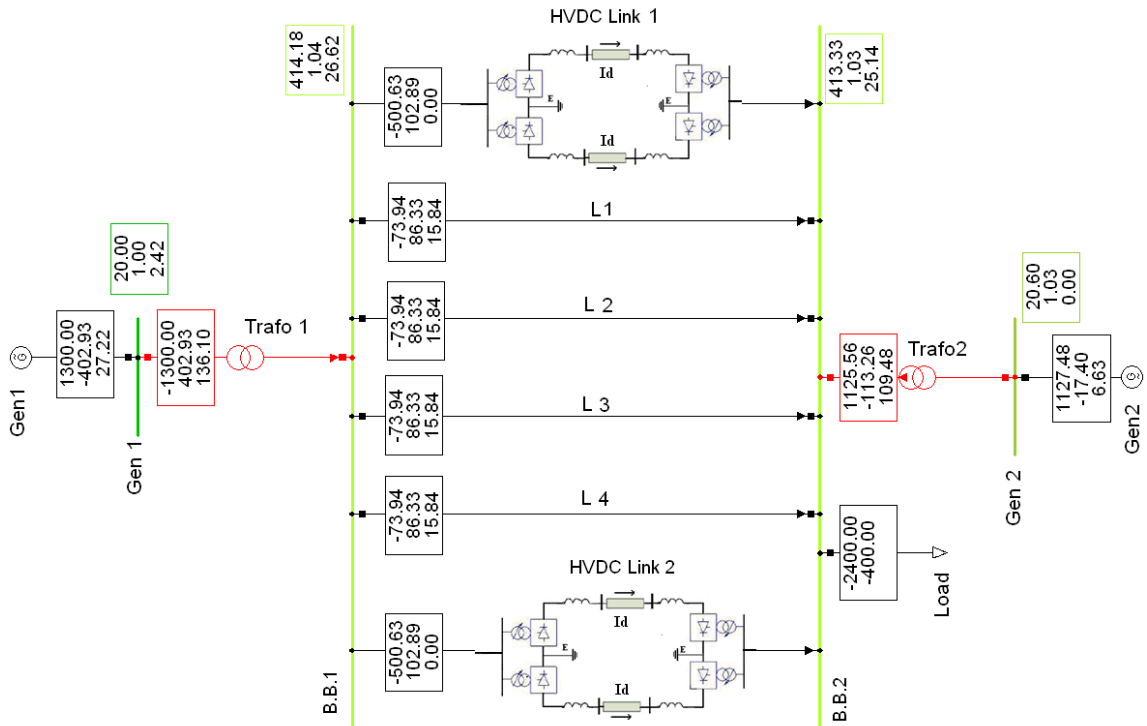 HVDC Link 1
414.18
1.04
26.62
413.33
1.03
25.14
Id
-500.63
102.89
0.00
E
E
Id
-73.94
86.33
15.84
L1
20.00
1.00
2.42
20.60
1.03
0.00
-73.94
86.33
15.84
L 2
Trafo 1
Trafo2
1300.00
-402.93
27.22
-1300.00
402.93
136.10
1125.56
-113.26
109.48
1127.48
-17.40
6.63
G
G
Gen1
Gen 1
Gen 2
Gen2
-73.94
86.33
15.84
L 3
-73.94
86.33
15.84
L 4
-2400.00
-400.00
Load
HVDC Link 2
Id
-500.63
102.89
0.00
E
E
Id
B.B.1
B.B.2